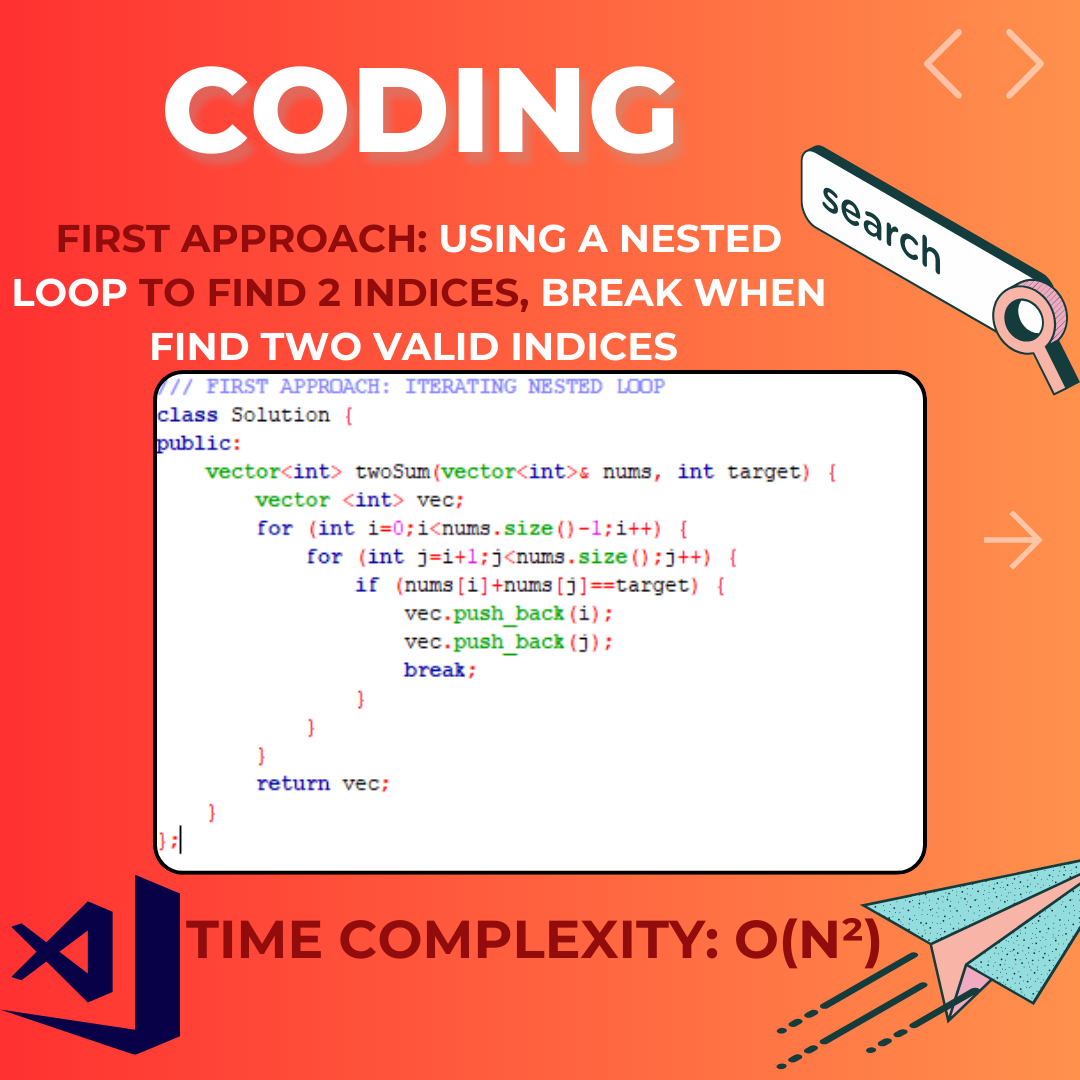 CODING
search
FIRST APPROACH: USING A NESTED
LOOP TO FIND 2 INDICES, BREAK WHEN
FIND TWO VALID INDICES
/// FIRST APPROACH: ITERATING NESTED LOOP
class Solution {
public:
    vector<int> twoSum(vector<int>& nums, int target) {
        vector <int> vec;
        for (int i=0;i<nums.size()-1;i++) {
            for (int j=i+1;j<nums.size();j++) {
                if (nums[i]+nums[j]==target) {
                    vec.push_back(i);
                    vec.push_back(j);
                    break;
                }
            }
        }
        return vec;
    }
};
TIME COMPLEXITY: O(N²)